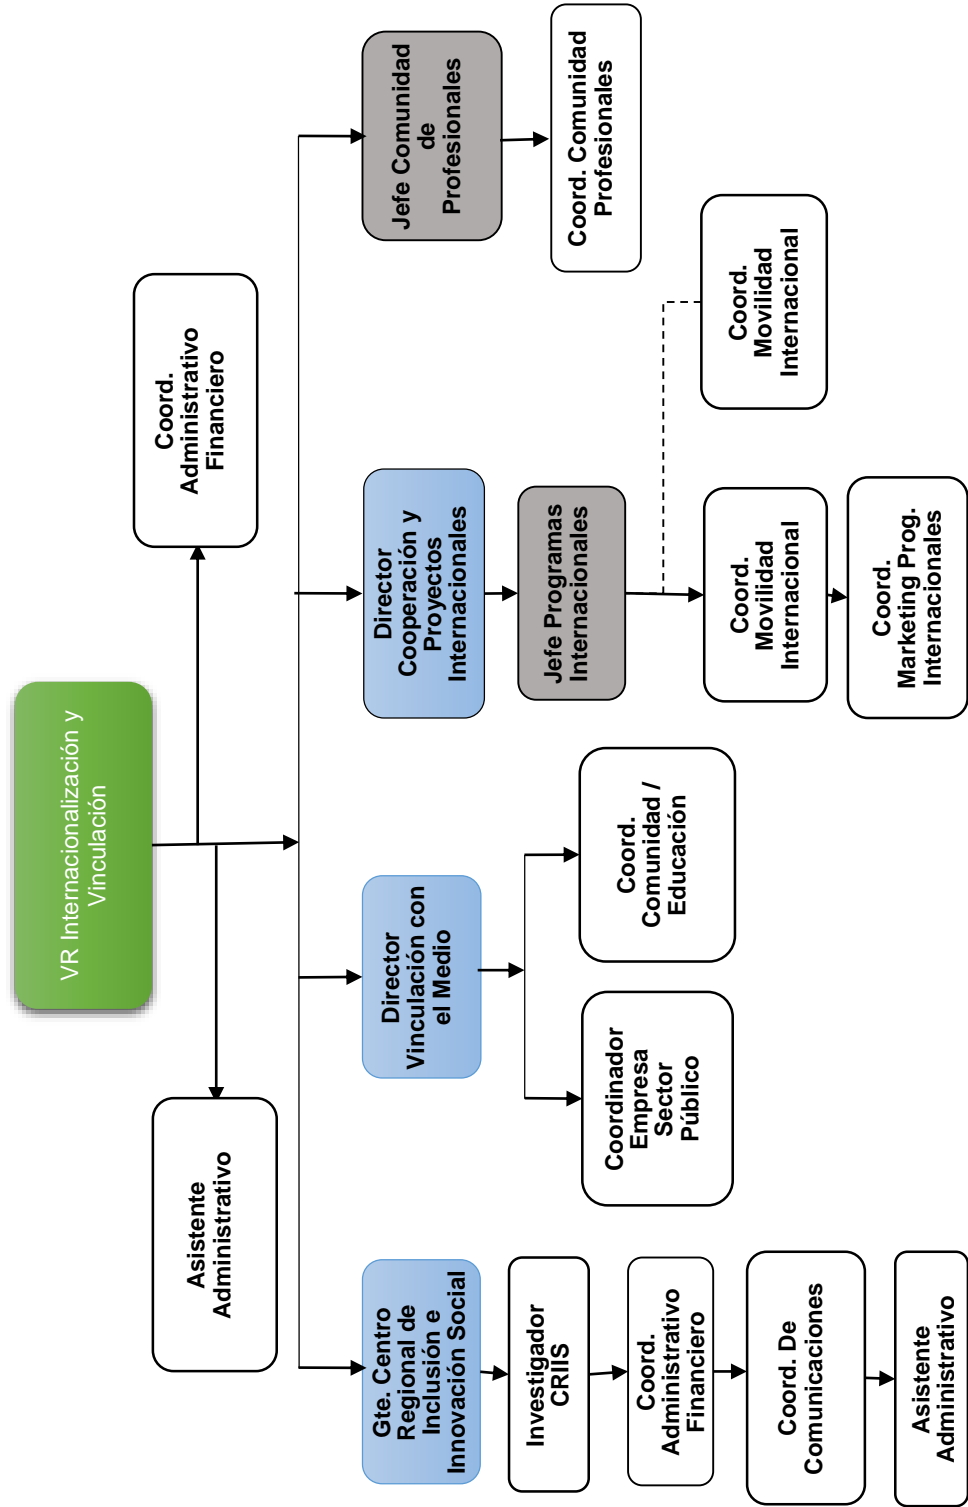 VR Internacionalización y
Vinculación
Asistente
Administrativo
Coord.
Administrativo
Financiero
Gte. Centro
Regional de
Inclusión e
Innovación Social
Investigador
CRIIS
Coord.
Administrativo
Financiero
Coord. De
Comunicaciones
Asistente
Administrativo
Director
Vinculación con
el Medio
Coordinador
Empresa
Sector
Público
Coord.
Comunidad /
Educación
Director
Cooperación y
Proyectos
Internacionales
Jefe Programas
Internacionales
Coord.
Movilidad
Internacional
Coord.
Marketing Prog.
Internacionales
Coord.
Movilidad
Internacional
Jefe Comunidad
de
Profesionales
Coord. Comunidad
Profesionales